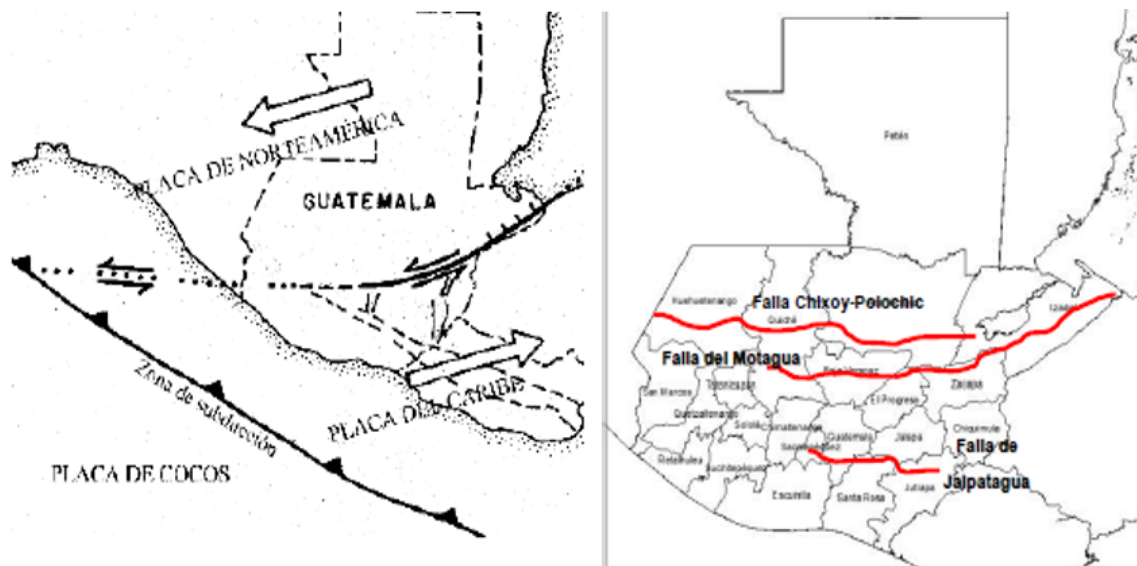 PLACA DE NORTEAMÉRICA
GUATEMALA
Zona de subducción
PLACA DEL CARIBE
PLACA DE COCOS
Petén
Huehuetenango
Quiché
Falla Chixoy-Polochic
Izabal
Falla del Motagua
Baja Verapaz
Zacapa
San Marcos
Totonicapán
El Progreso
Quetzaltenango
Sololá
Chimaltenango
Guatemala
Jalapa
Chiquimula
Sacatepéquez
Falla de
Jalpatagua
Retalhuleu
Suchitepéquez
Escuintla
Santa Rosa
Jutiapa